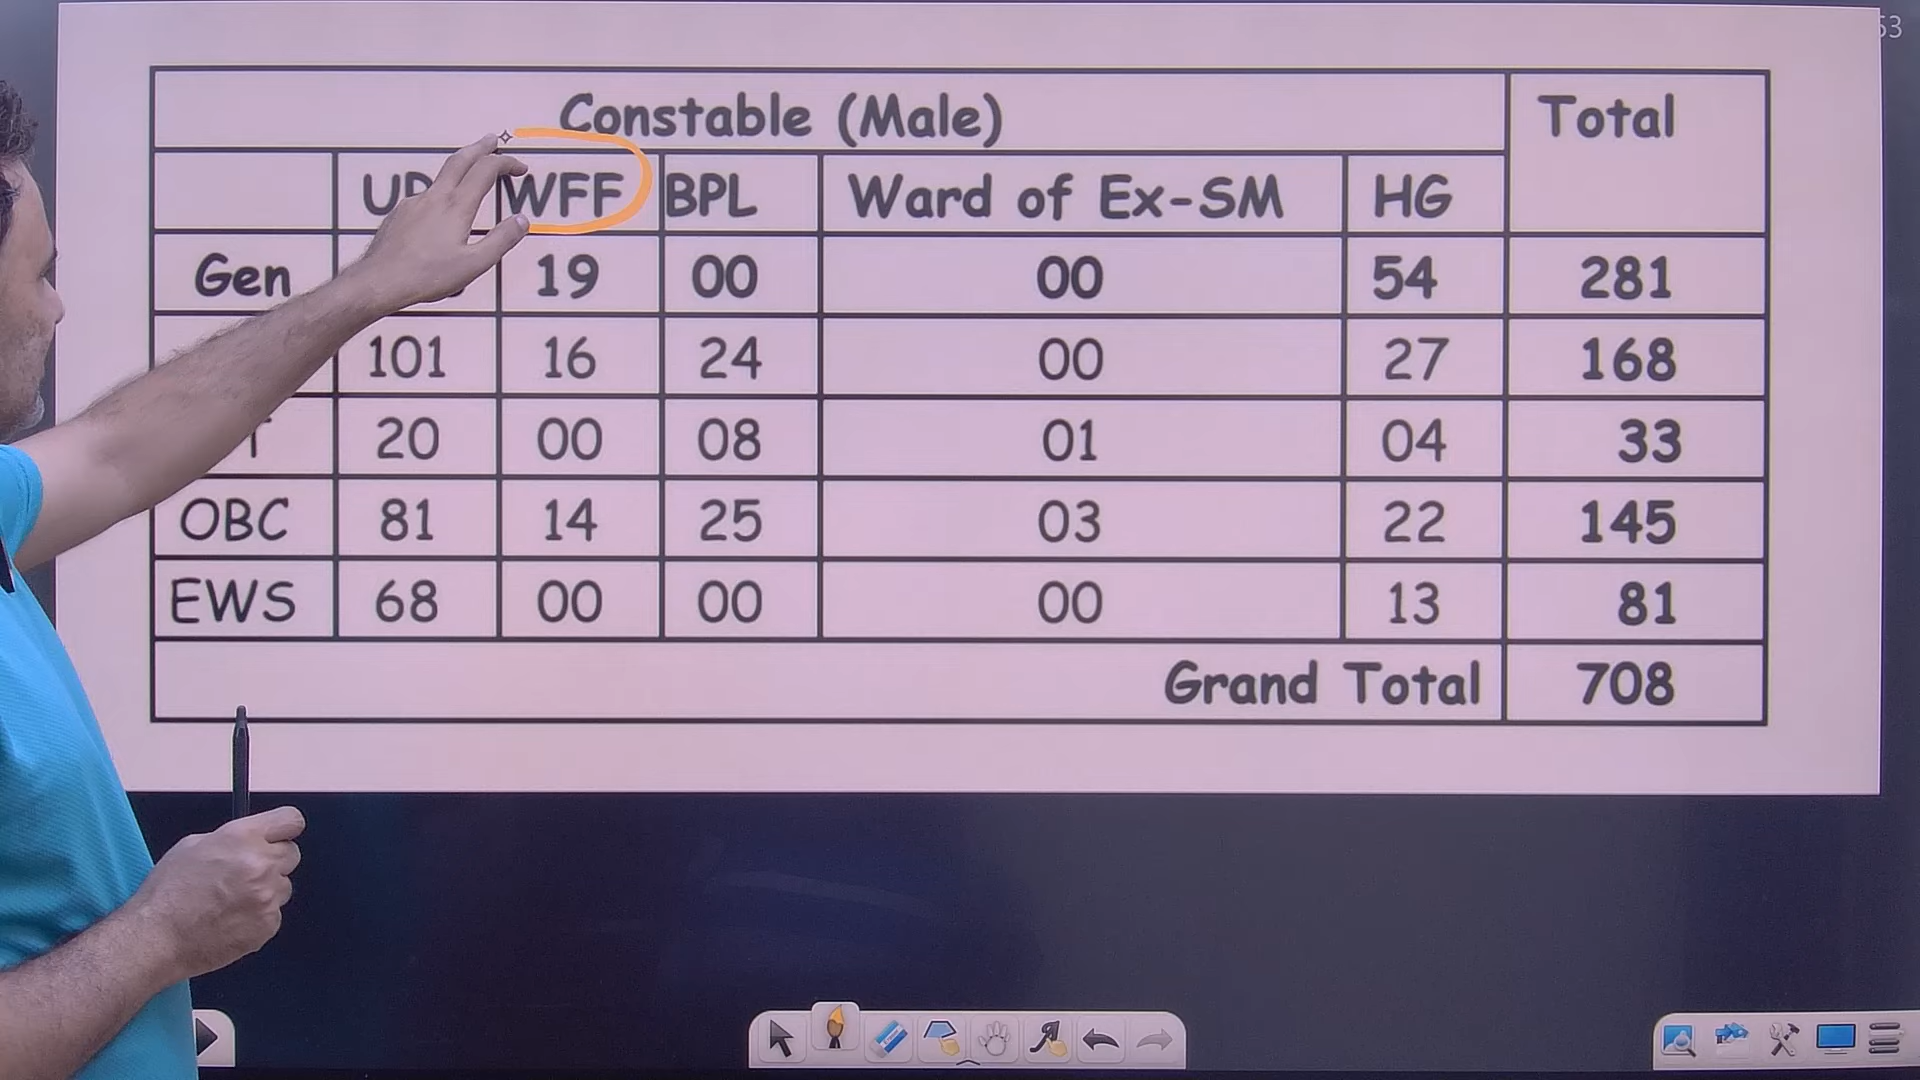 53
Constable (Male) Total
WFF BPL Ward of Ex-SM HG
Gen 19 00 00 54 281
101 16 24 00 27 168
20 00 08 01 04 33
OBC 81 14 25 03 22 145
EWS 68 00 00 00 13 81
Grand Total 708